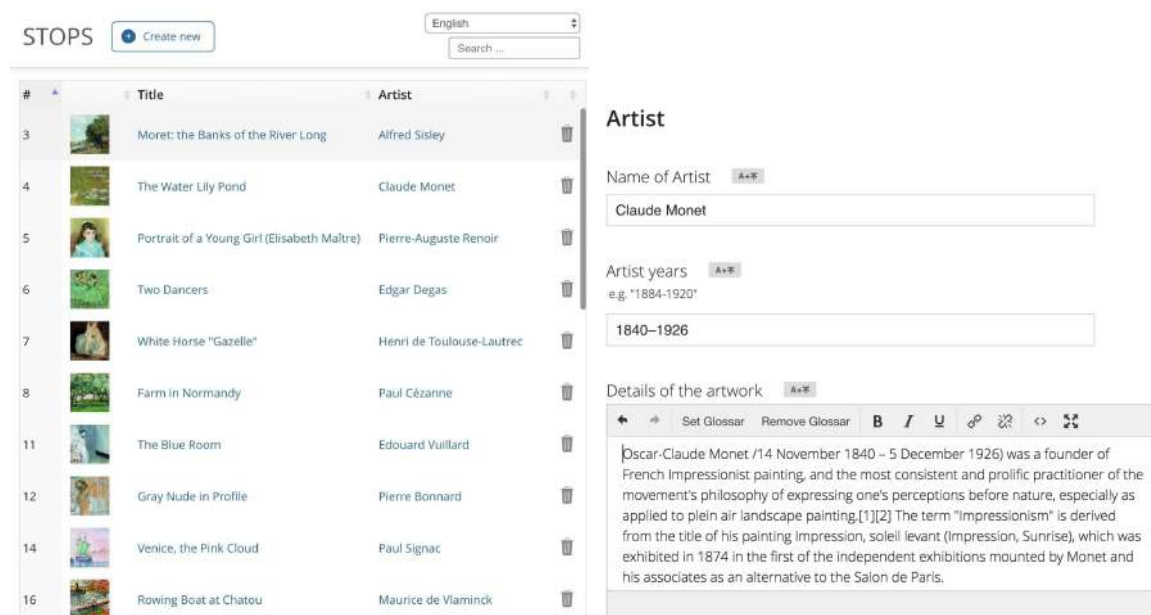 STOPS
Create new
English
Search ...
# Title Artist
3 Moret: the Banks of the River Long Alfred Sisley
4 The Water Lily Pond Claude Monet
5 Portrait of a Young Girl (Elisabeth Maître) Pierre-Auguste Renoir
6 Two Dancers Edgar Degas
7 White Horse "Gazelle" Henri de Toulouse-Lautrec
8 Farm in Normandy Paul Cézanne
11 The Blue Room Edouard Vuillard
12 Gray Nude in Profile Pierre Bonnard
14 Venice, the Pink Cloud Paul Signac
16 Rowing Boat at Chatou Maurice de Vlaminck
Artist
Name of Artist
Claude Monet
Artist years
e.g. "1884-1920"
1840–1926
Details of the artwork
Set Glossar Remove Glossar B I U
Oscar-Claude Monet /14 November 1840 – 5 December 1926) was a founder of
French Impressionist painting, and the most consistent and prolific practitioner of the
movement's philosophy of expressing one's perceptions before nature, especially as
applied to plein air landscape painting.[1][2] The term "Impressionism" is derived
from the title of his painting Impression, soleil levant (Impression, Sunrise), which was
exhibited in 1874 in the first of the independent exhibitions mounted by Monet and
his associates as an alternative to the Salon de Paris.